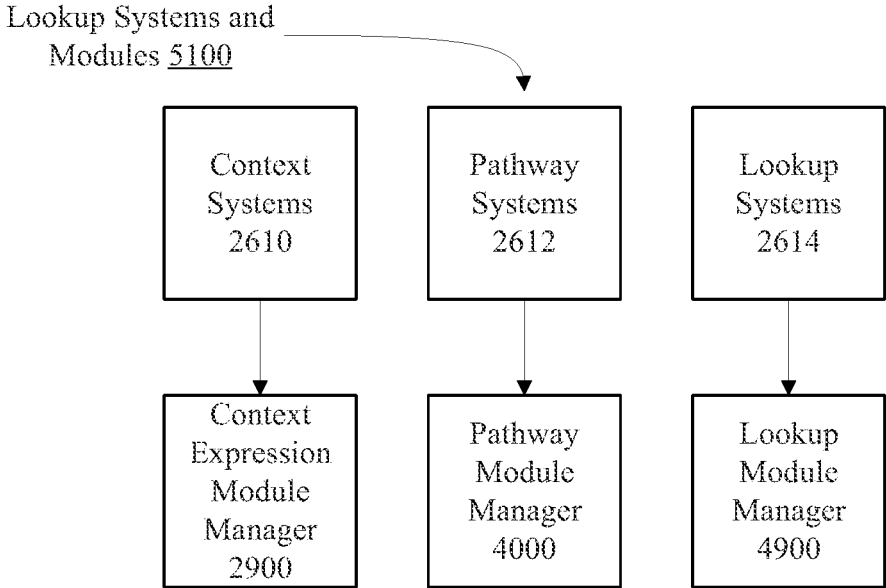 Lookup Systems and
Modules 5100
Context
Systems
2610
Pathway
Systems
2612
Lookup
Systems
2614
Context
Expression
Module
Manager
2900
Pathway
Module
Manager
4000
Lookup
Module
Manager
4900